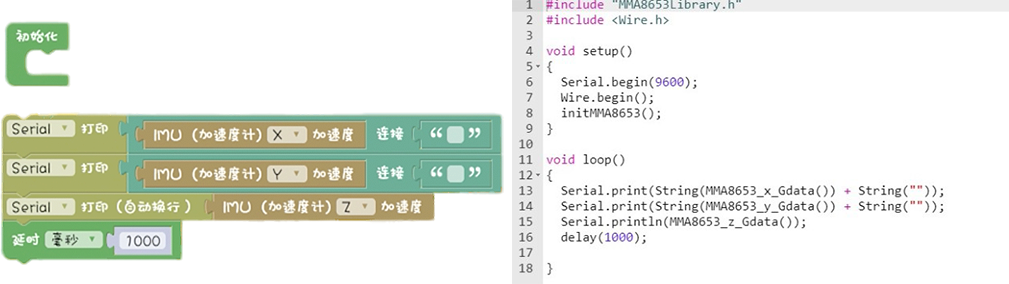 初始化
Serial 打印 IMU (加速度计) X 加速度 连接 “ ”
Serial 打印 IMU (加速度计) Y 加速度 连接 “ ”
Serial 打印 (自动换行) IMU (加速度计) Z 加速度
延时 毫秒 1000
1 #include "MMA8653Library.h"
2 #include <Wire.h>
3
4 void setup()
5 {
6 Serial.begin(9600);
7 Wire.begin();
8 initMMA8653();
9 }
10
11 void loop()
12 {
13 Serial.print(String(MMA8653_x_Gdata()) + String(""));
14 Serial.print(String(MMA8653_y_Gdata()) + String(""));
15 Serial.println(MMA8653_z_Gdata());
16 delay(1000);
17
18 }